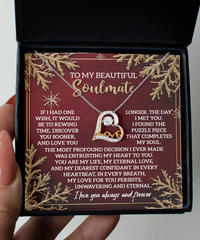 TO MY BEAUTIFUL
Soulmate
IF I HAD ONE
WISH, IT WOULD
BE TO REWIND
TIME, DISCOVER
YOU SOONER,
AND LOVE YOU
LONGER. THE DAY
I MET YOU,
I FOUND THE
PUZZLE PIECE
THAT COMPLETES
MY SOUL.
THE MOST PROFOUND DECISION I EVER MADE
WAS ENTRUSTING MY HEART TO YOU.
YOU ARE MY LIFE, MY ETERNAL LOVE,
AND MY DEAREST CONFIDANT. IN EVERY
HEARTBEAT, IN EVERY BREATH,
MY LOVE FOR YOU PERSISTS,
UNWAVERING AND ETERNAL.
I love you always and forever
Love